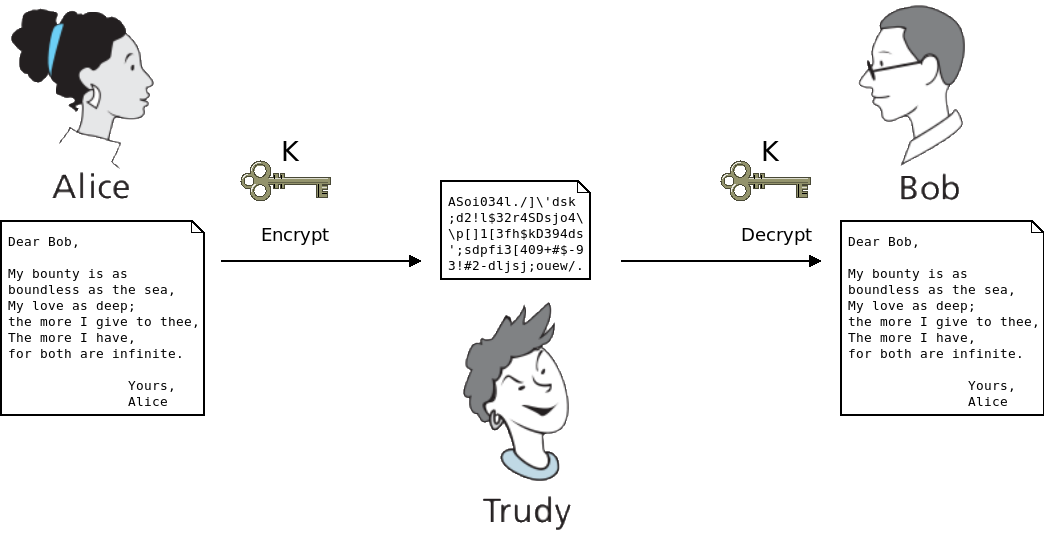 Alice
Bob
K
K
Encrypt
Decrypt
Dear Bob,
My bounty is as
boundless as the sea,
My love as deep;
the more I give to thee,
The more I have,
for both are infinite.
Yours,
Alice
ASoi034l./]\'dsk
;d2!l$32r4SDsjo4\
\p[]1[3fh$kD394ds
';sdpfi3[409+#$-9
3!#2-dljsj;ouew/.
Dear Bob,
My bounty is as
boundless as the sea,
My love as deep;
the more I give to thee,
The more I have,
for both are infinite.
Yours,
Alice
Trudy